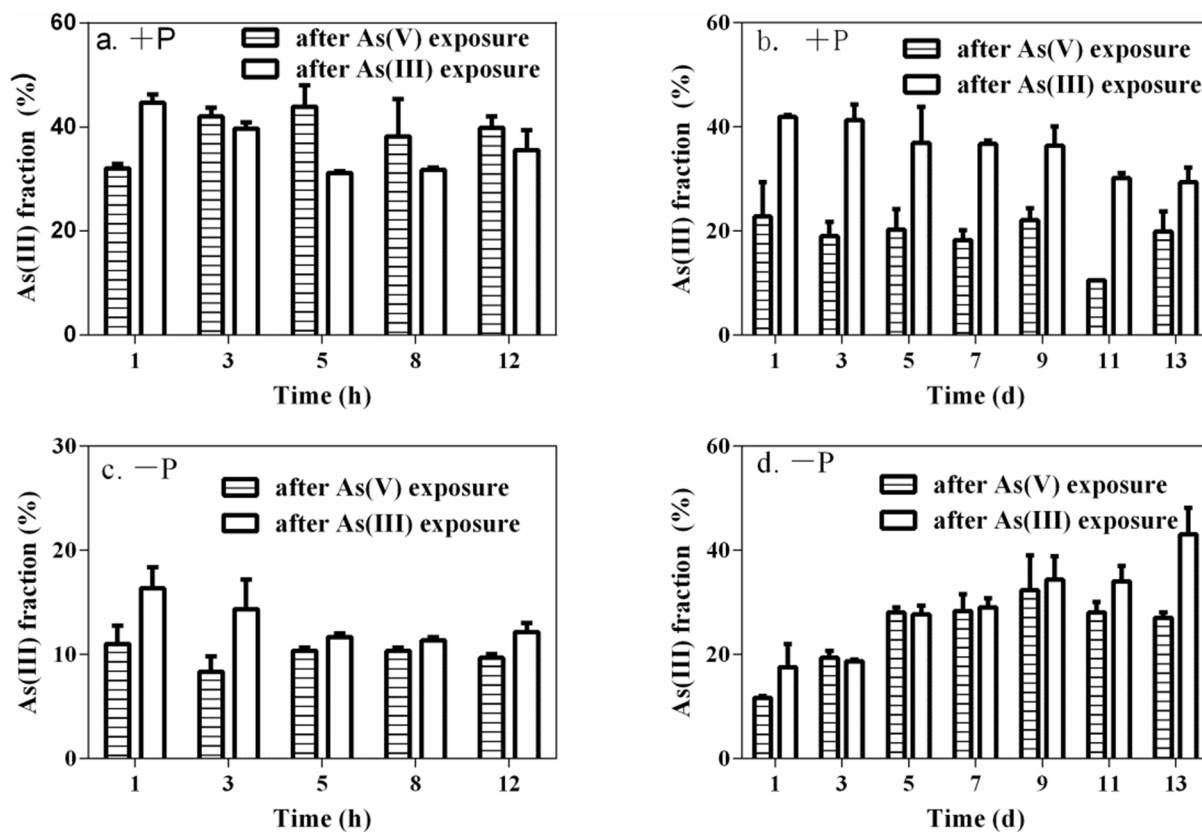 a. +P
after As(V) exposure
after As(III) exposure
As(III) fraction (%)
60
40
20
0
1 3 5 8 12
Time (h)
b. +P
after As(V) exposure
after As(III) exposure
As(III) fraction (%)
60
40
20
0
1 3 5 7 9 11 13
Time (d)
c. −P
after As(V) exposure
after As(III) exposure
As(III) fraction (%)
30
20
10
0
1 3 5 8 12
Time (h)
d. −P
after As(V) exposure
after As(III) exposure
As(III) fraction (%)
60
40
20
0
1 3 5 7 9 11 13
Time (d)